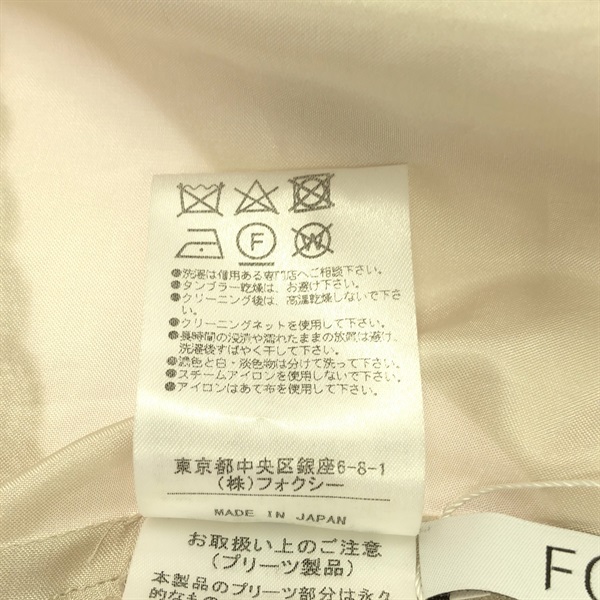 F
W
●洗濯は信用ある専門店へご相談下さい。
●タンブラー乾燥は、お避け下さい。
●クリーニング後は、高温乾燥しないで下さ
い。
●クリーニングネットを使用して下さい。
●長時間の浸漬や濡れたままの放置は避け、
洗濯後すばやく干して下さい。
●濃色と白・淡色物は分けて洗って下さい。
●スチームアイロンを使用しないで下さい。
●アイロンはあて布を使用して下さい。
東京都中央区銀座6-8-1
(株)フォクシー
MADE IN JAPAN
お取扱い上のご注意
(プリーツ製品)
本製品のプリーツ部分は永久
的なもの
FO